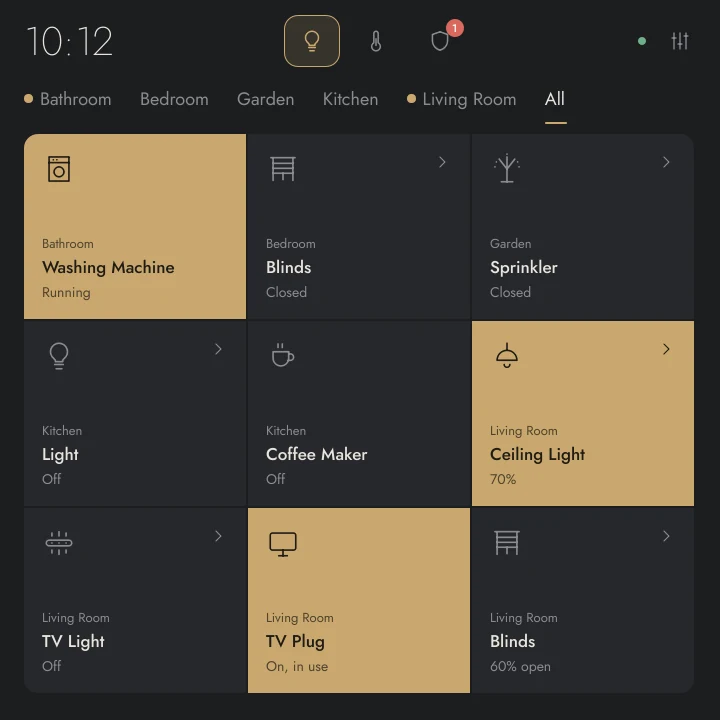 10:12
1
Bathroom Bedroom Garden Kitchen Living Room All
Bathroom
Washing Machine
Running
Bedroom
Blinds
Closed
Garden
Sprinkler
Closed
Kitchen
Light
Off
Kitchen
Coffee Maker
Off
Living Room
Ceiling Light
70%
Living Room
TV Light
Off
Living Room
TV Plug
On, in use
Living Room
Blinds
60% open